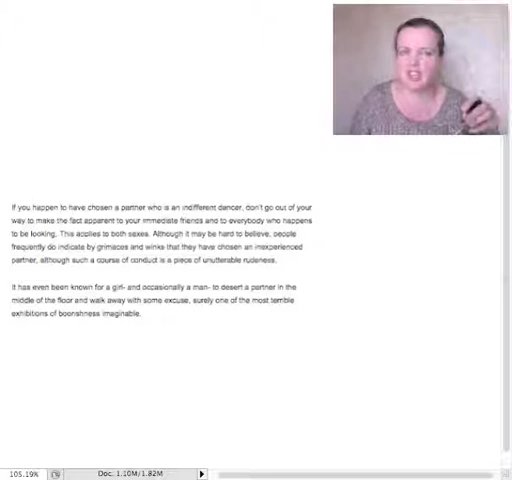 If you happen to have chosen a partner who is an indifferent dancer, don't go out of your
way to make the fact apparent to your immediate friends and to everybody who happens
to be looking. This applies to both sexes. Although it may be hard to believe, people
frequently do indicate by grimaces and winks that they have chosen an inexperienced
partner, although such a course of conduct is a piece of unutterable rudeness.
It has even been known for a girl- and occasionally a man- to desert a partner in the
middle of the floor and walk away with some excuse, surely one of the most terrible
exhibitions of boorishness imaginable.
105.19% Doc: 1.10M/1.82M